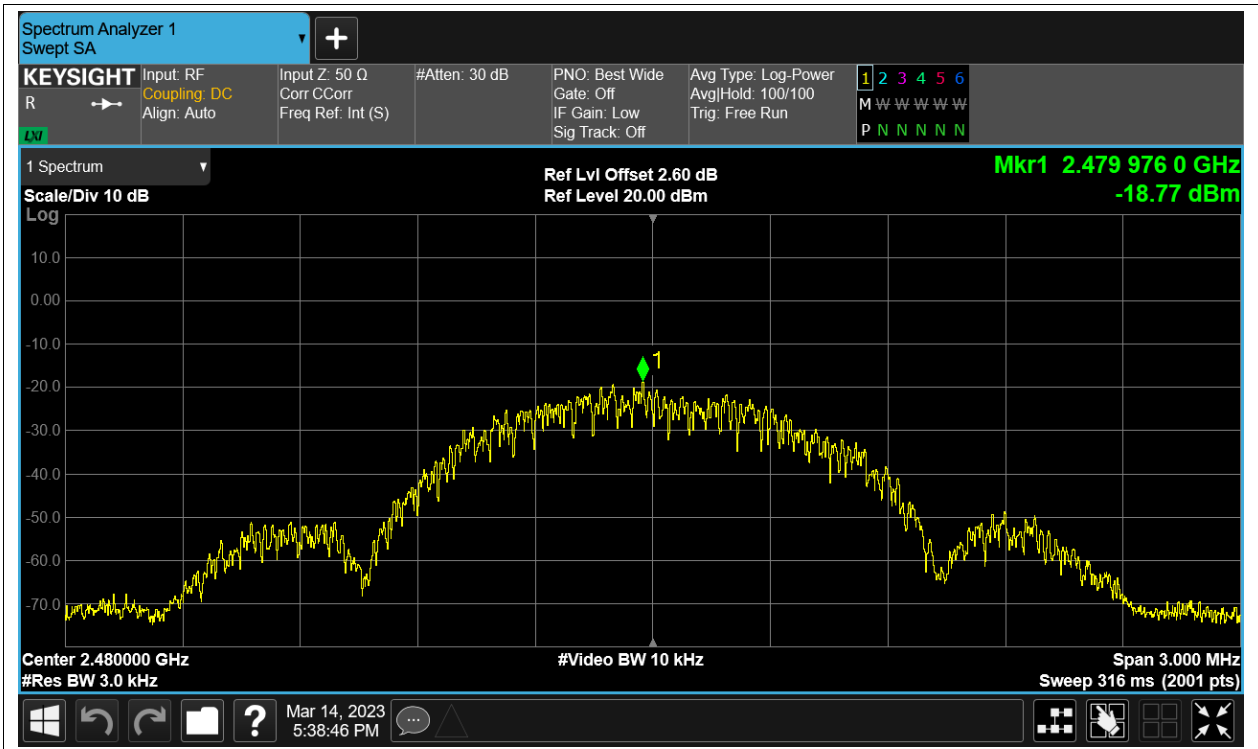 Spectrum Analyzer 1
Swept SA
KEYSIGHT
R
LXI
Input: RF
Coupling: DC
Align: Auto
Input Z: 50 Ω
Corr CCorr
Freq Ref: Int (S)
#Atten: 30 dB
PNO: Best Wide
Gate: Off
IF Gain: Low
Sig Track: Off
Avg Type: Log-Power
Avg|Hold: 100/100
Trig: Free Run
1 2 3 4 5 6
M W W W W W
P N N N N N
1 Spectrum
Scale/Div 10 dB
Log
Ref Lvl Offset 2.60 dB
Ref Level 20.00 dBm
Mkr1 2.479 976 0 GHz
-18.77 dBm
10.0
0.00
-10.0
1
-20.0
-30.0
-40.0
-50.0
-60.0
-70.0
Center 2.480000 GHz
#Video BW 10 kHz
Span 3.000 MHz
#Res BW 3.0 kHz
Sweep 316 ms (2001 pts)
?
Mar 14, 2023
5:38:46 PM